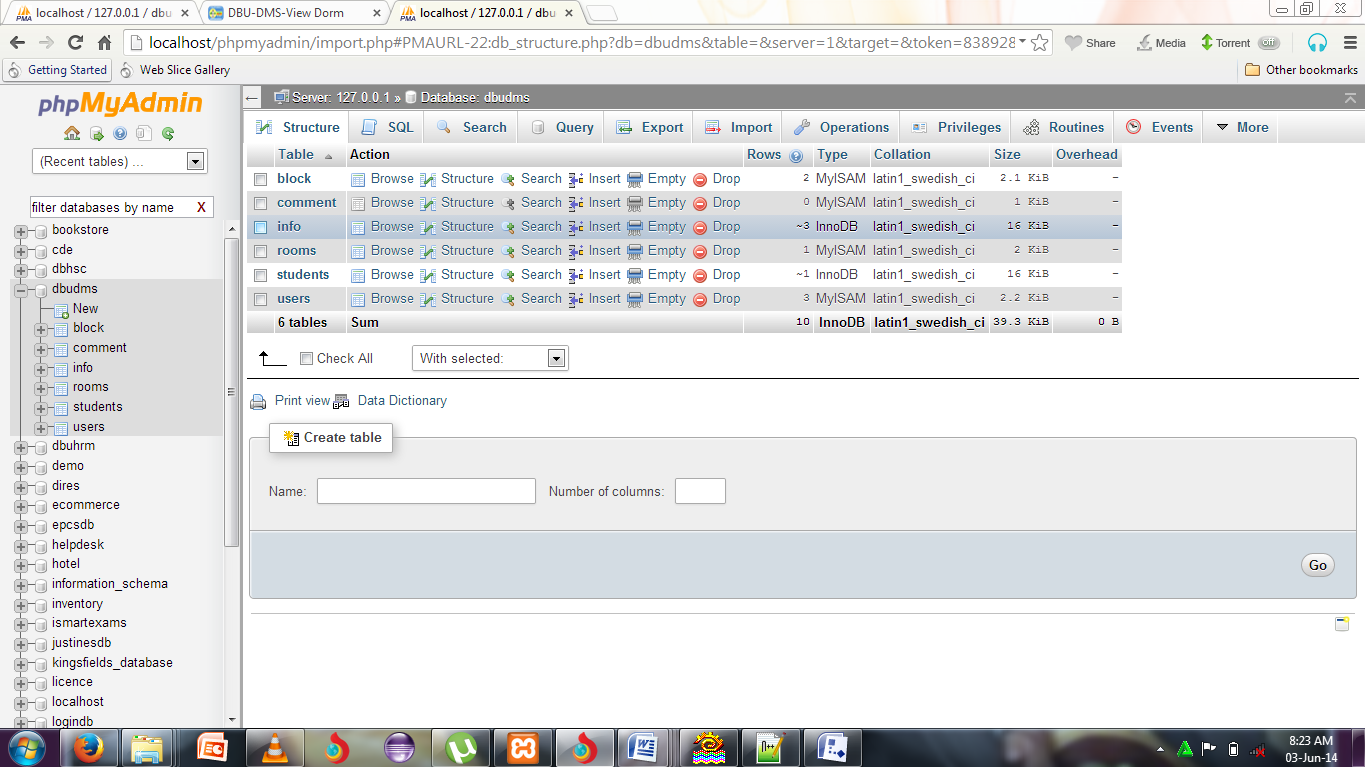 localhost / 127.0.0.1 / dbu
DBU-DMS-View Dorm
localhost / 127.0.0.1 / dbu
localhost/phpmyadmin/import.php#PMAURL-22:db_structure.php?db=dbudms&table=&server=1&target=&token=838928
Share
Media
Torrent
Off
Getting Started
Web Slice Gallery
Other bookmarks
phpMyAdmin
(Recent tables) ...
filter databases by name X
bookstore
cde
dbhsc
dbudms
New
block
comment
info
rooms
students
users
dbuhrm
demo
dires
ecommerce
epcsdb
helpdesk
hotel
information_schema
inventory
ismartexams
justinesdb
kingsfields_database
licence
localhost
logindb
Server: 127.0.0.1 » Database: dbudms
Structure SQL Search Query Export Import Operations Privileges Routines Events More
Table Action Rows Type Collation Size Overhead
block Browse Structure Search Insert Empty Drop 2 MyISAM latin1_swedish_ci 2.1 KiB -
comment Browse Structure Search Insert Empty Drop 0 MyISAM latin1_swedish_ci 1 KiB -
info Browse Structure Search Insert Empty Drop ~3 InnoDB latin1_swedish_ci 16 KiB -
rooms Browse Structure Search Insert Empty Drop 1 MyISAM latin1_swedish_ci 2 KiB -
students Browse Structure Search Insert Empty Drop ~1 InnoDB latin1_swedish_ci 16 KiB -
users Browse Structure Search Insert Empty Drop 3 MyISAM latin1_swedish_ci 2.2 KiB -
6 tables Sum 10 InnoDB latin1_swedish_ci 39.3 KiB 0 B
Check All
With selected:
Print view Data Dictionary
Create table
Name: Number of columns:
Go
8:23 AM
03-Jun-14